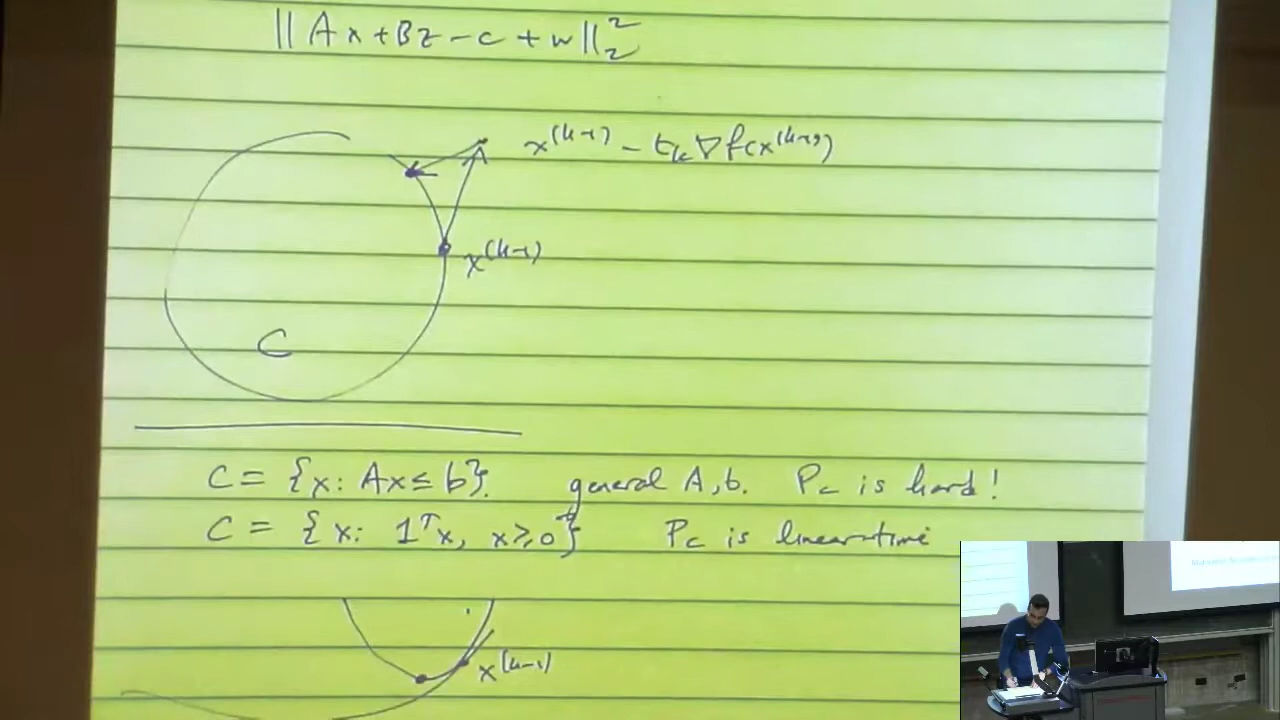 || Ax + Bz - c + w ||₂²
x^(k-1) - t_k ∇f(x^(k-1))
x^(k-1)
C
C = {x: Ax ≤ b}. general A, b. P_C is hard!
C = {x: 1ᵀx, x ≥ 0} P_C is linear-time
x^(k-1)